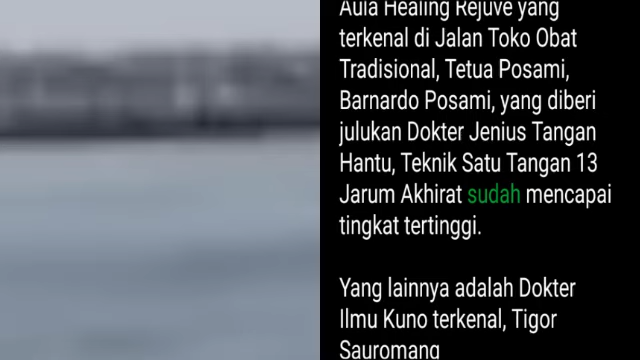 Aula Healing Rejuve yang
terkenal di Jalan Toko Obat
Tradisional, Tetua Posami,
Barnardo Posami, yang diberi
julukan Dokter Jenius Tangan
Hantu, Teknik Satu Tangan 13
Jarum Akhirat sudah mencapai
tingkat tertinggi.
Yang lainnya adalah Dokter
Ilmu Kuno terkenal, Tigor
Sauromang